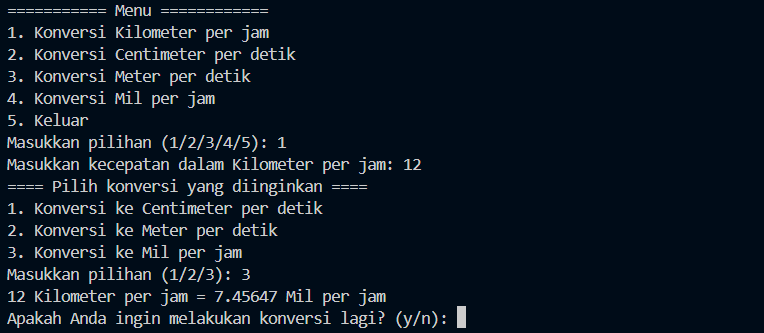 =========== Menu ============
1. Konversi Kilometer per jam
2. Konversi Centimeter per detik
3. Konversi Meter per detik
4. Konversi Mil per jam
5. Keluar
Masukkan pilihan (1/2/3/4/5): 1
Masukkan kecepatan dalam Kilometer per jam: 12
==== Pilih konversi yang diinginkan ====
1. Konversi ke Centimeter per detik
2. Konversi ke Meter per detik
3. Konversi ke Mil per jam
Masukkan pilihan (1/2/3): 3
12 Kilometer per jam = 7.45647 Mil per jam
Apakah Anda ingin melakukan konversi lagi? (y/n):